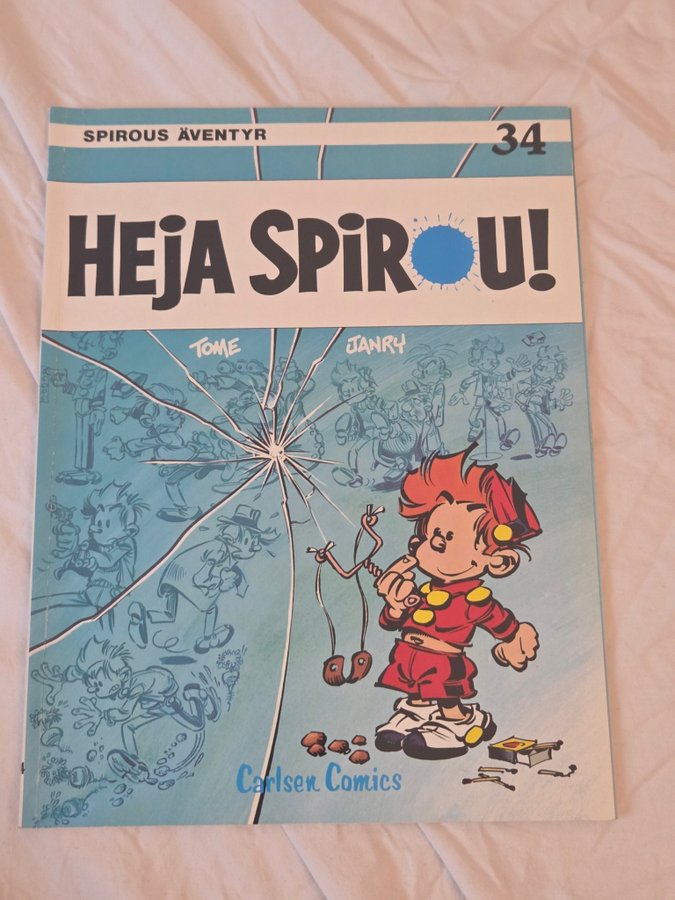 SPIROUS ÄVENTYR
34
HEJA SPIROU!
TOME
JANRY
Carlsen Comics